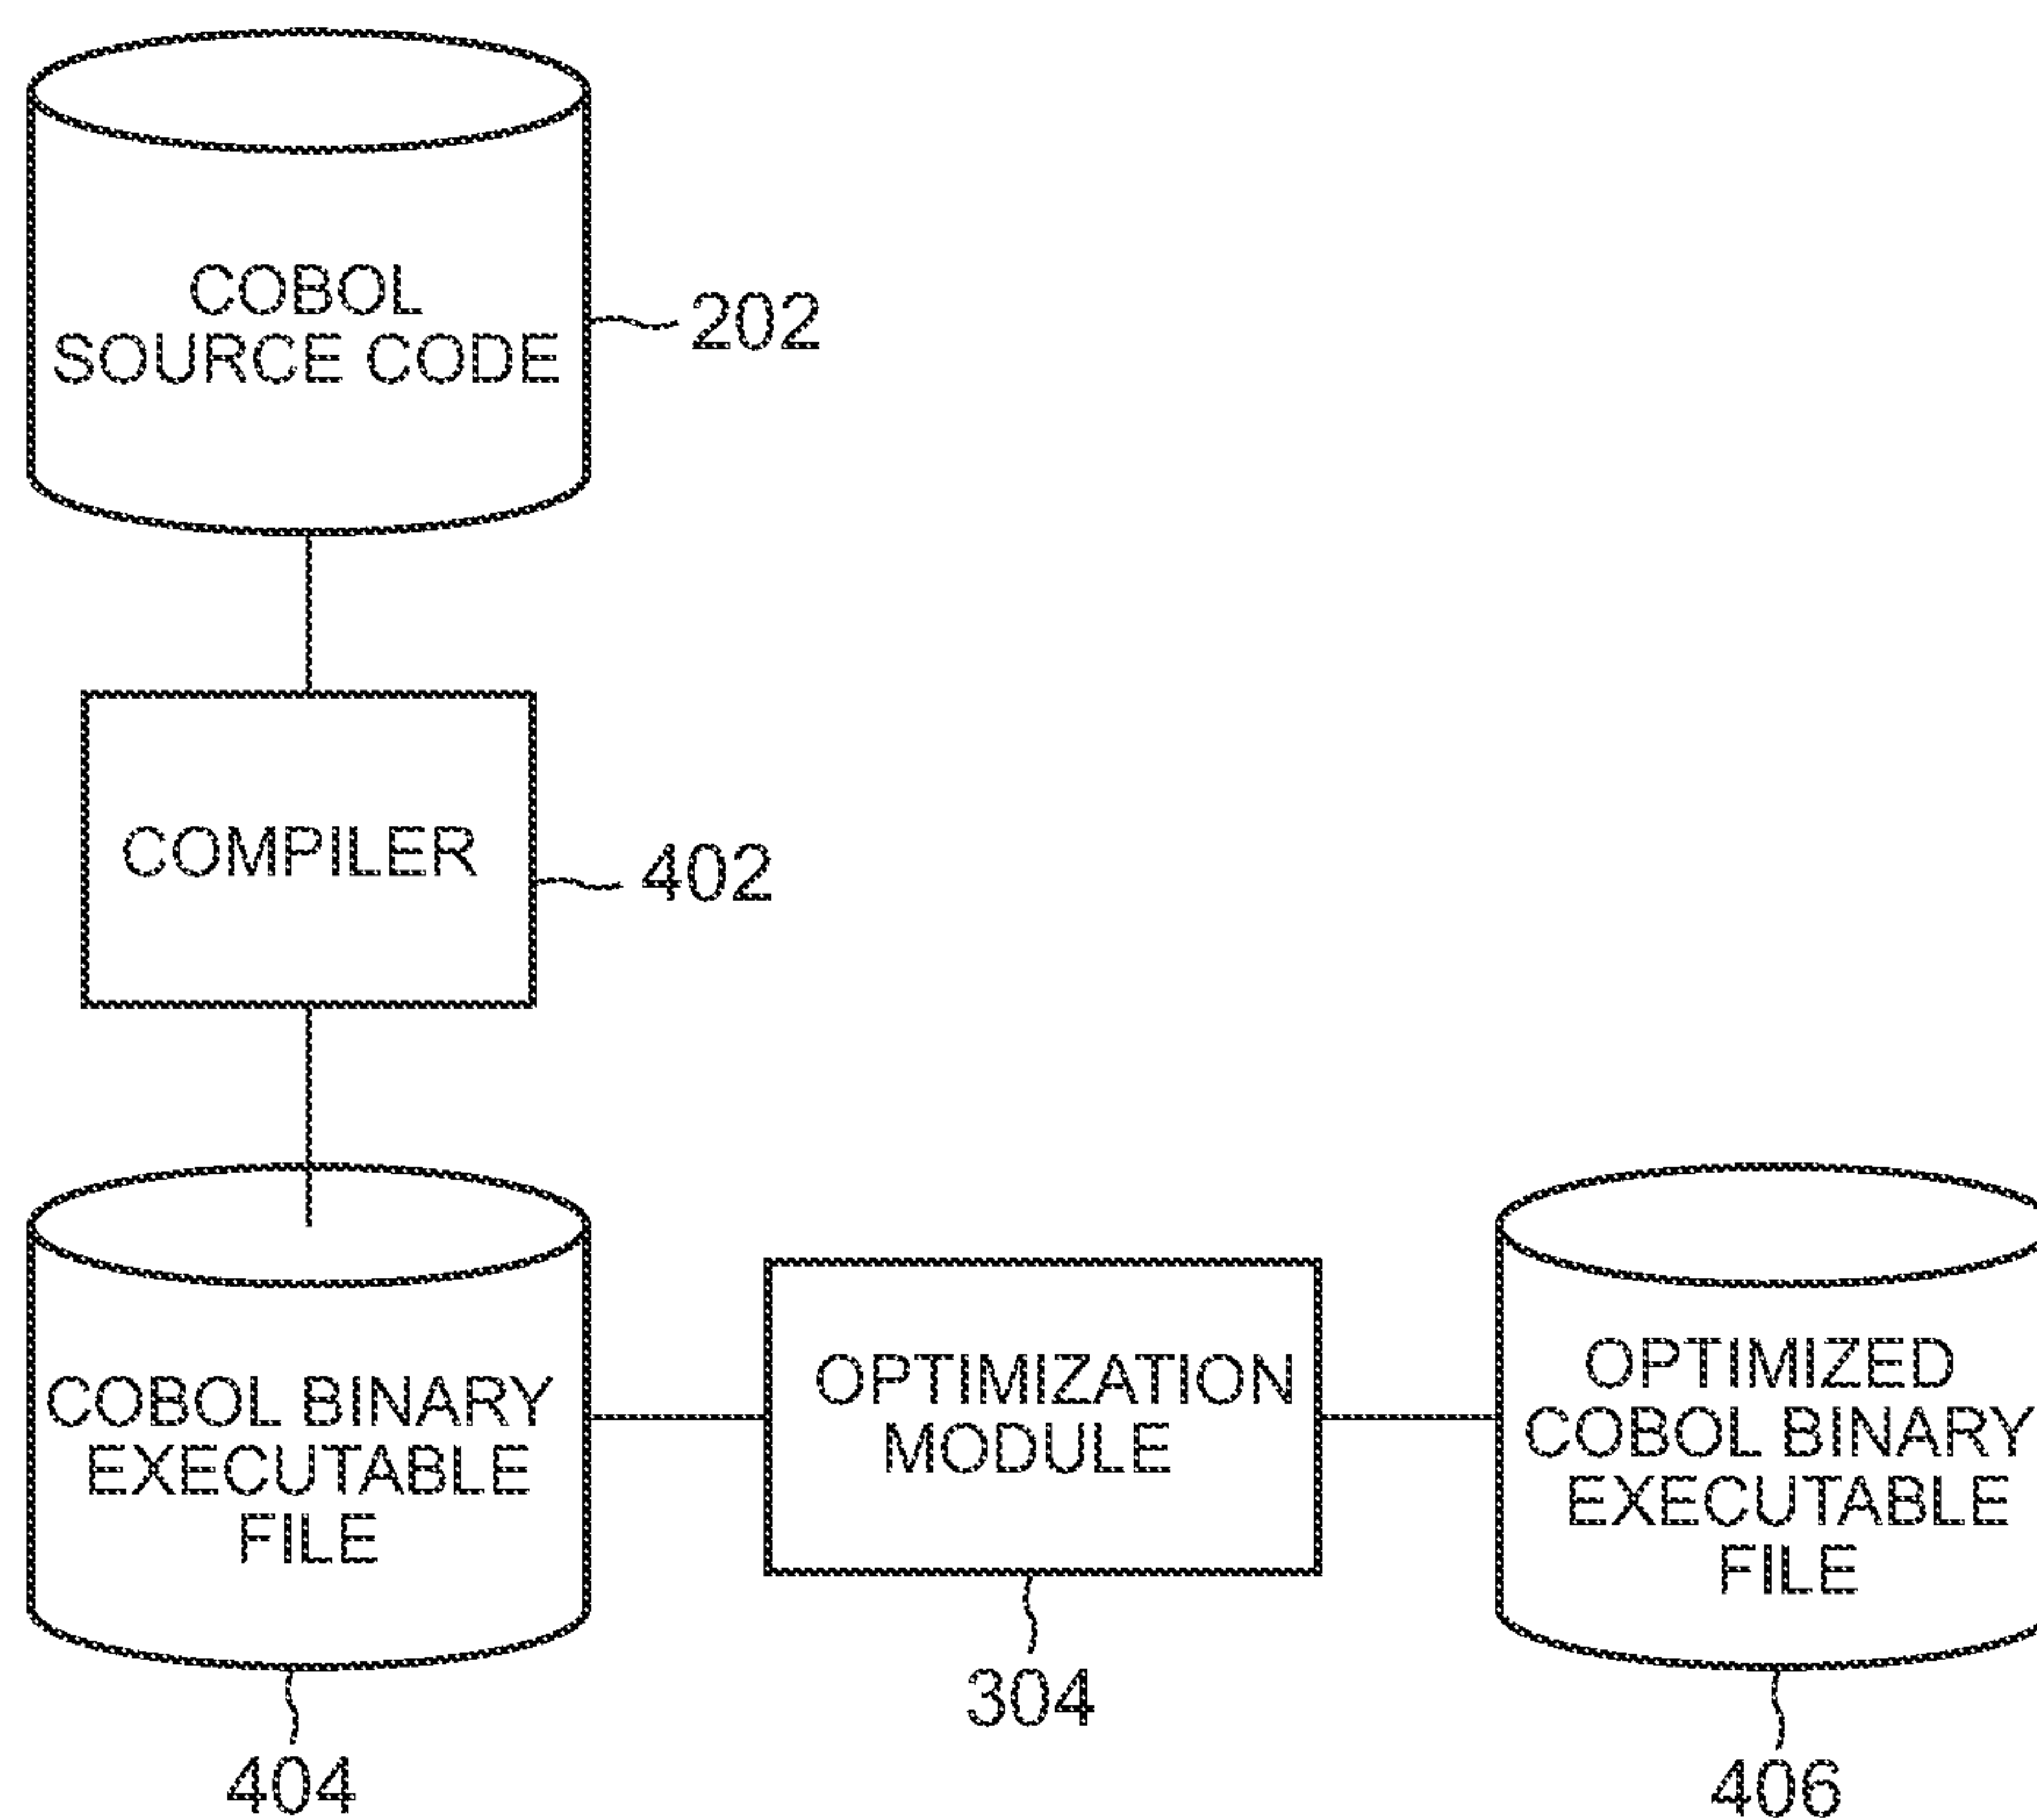 COBOL
SOURCE CODE
202
COMPILER
402
COBOL BINARY
EXECUTABLE
FILE
404
OPTIMIZATION
MODULE
304
OPTIMIZED
COBOL BINARY
EXECUTABLE
FILE
406